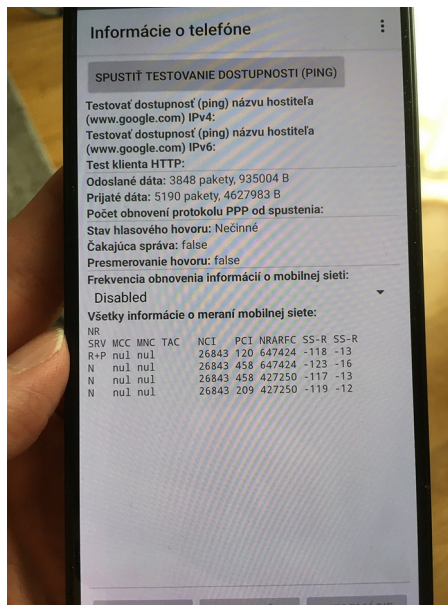 Informácie o telefóne
SPUSTIŤ TESTOVANIE DOSTUPNOSTI (PING)
Testovať dostupnosť (ping) názvu hostiteľa
(www.google.com) IPv4:
Testovať dostupnosť (ping) názvu hostiteľa
(www.google.com) IPv6:
Test klienta HTTP:
Odoslané dáta: 3848 pakety, 935004 B
Prijaté dáta: 5190 pakety, 4627983 B
Počet obnovení protokolu PPP od spustenia:
Stav hlasového hovoru: Nečinné
Čakajúca správa: false
Presmerovanie hovoru: false
Frekvencia obnovenia informácií o mobilnej sieti:
Disabled
Všetky informácie o meraní mobilnej siete:
NR
SRV MCC MNC TAC NCI PCI NRARFC SS-R SS-R
R+P nul nul 26843 120 647424 -118 -13
N nul nul 26843 458 647424 -123 -16
N nul nul 26843 458 427250 -117 -13
N nul nul 26843 209 427250 -119 -12